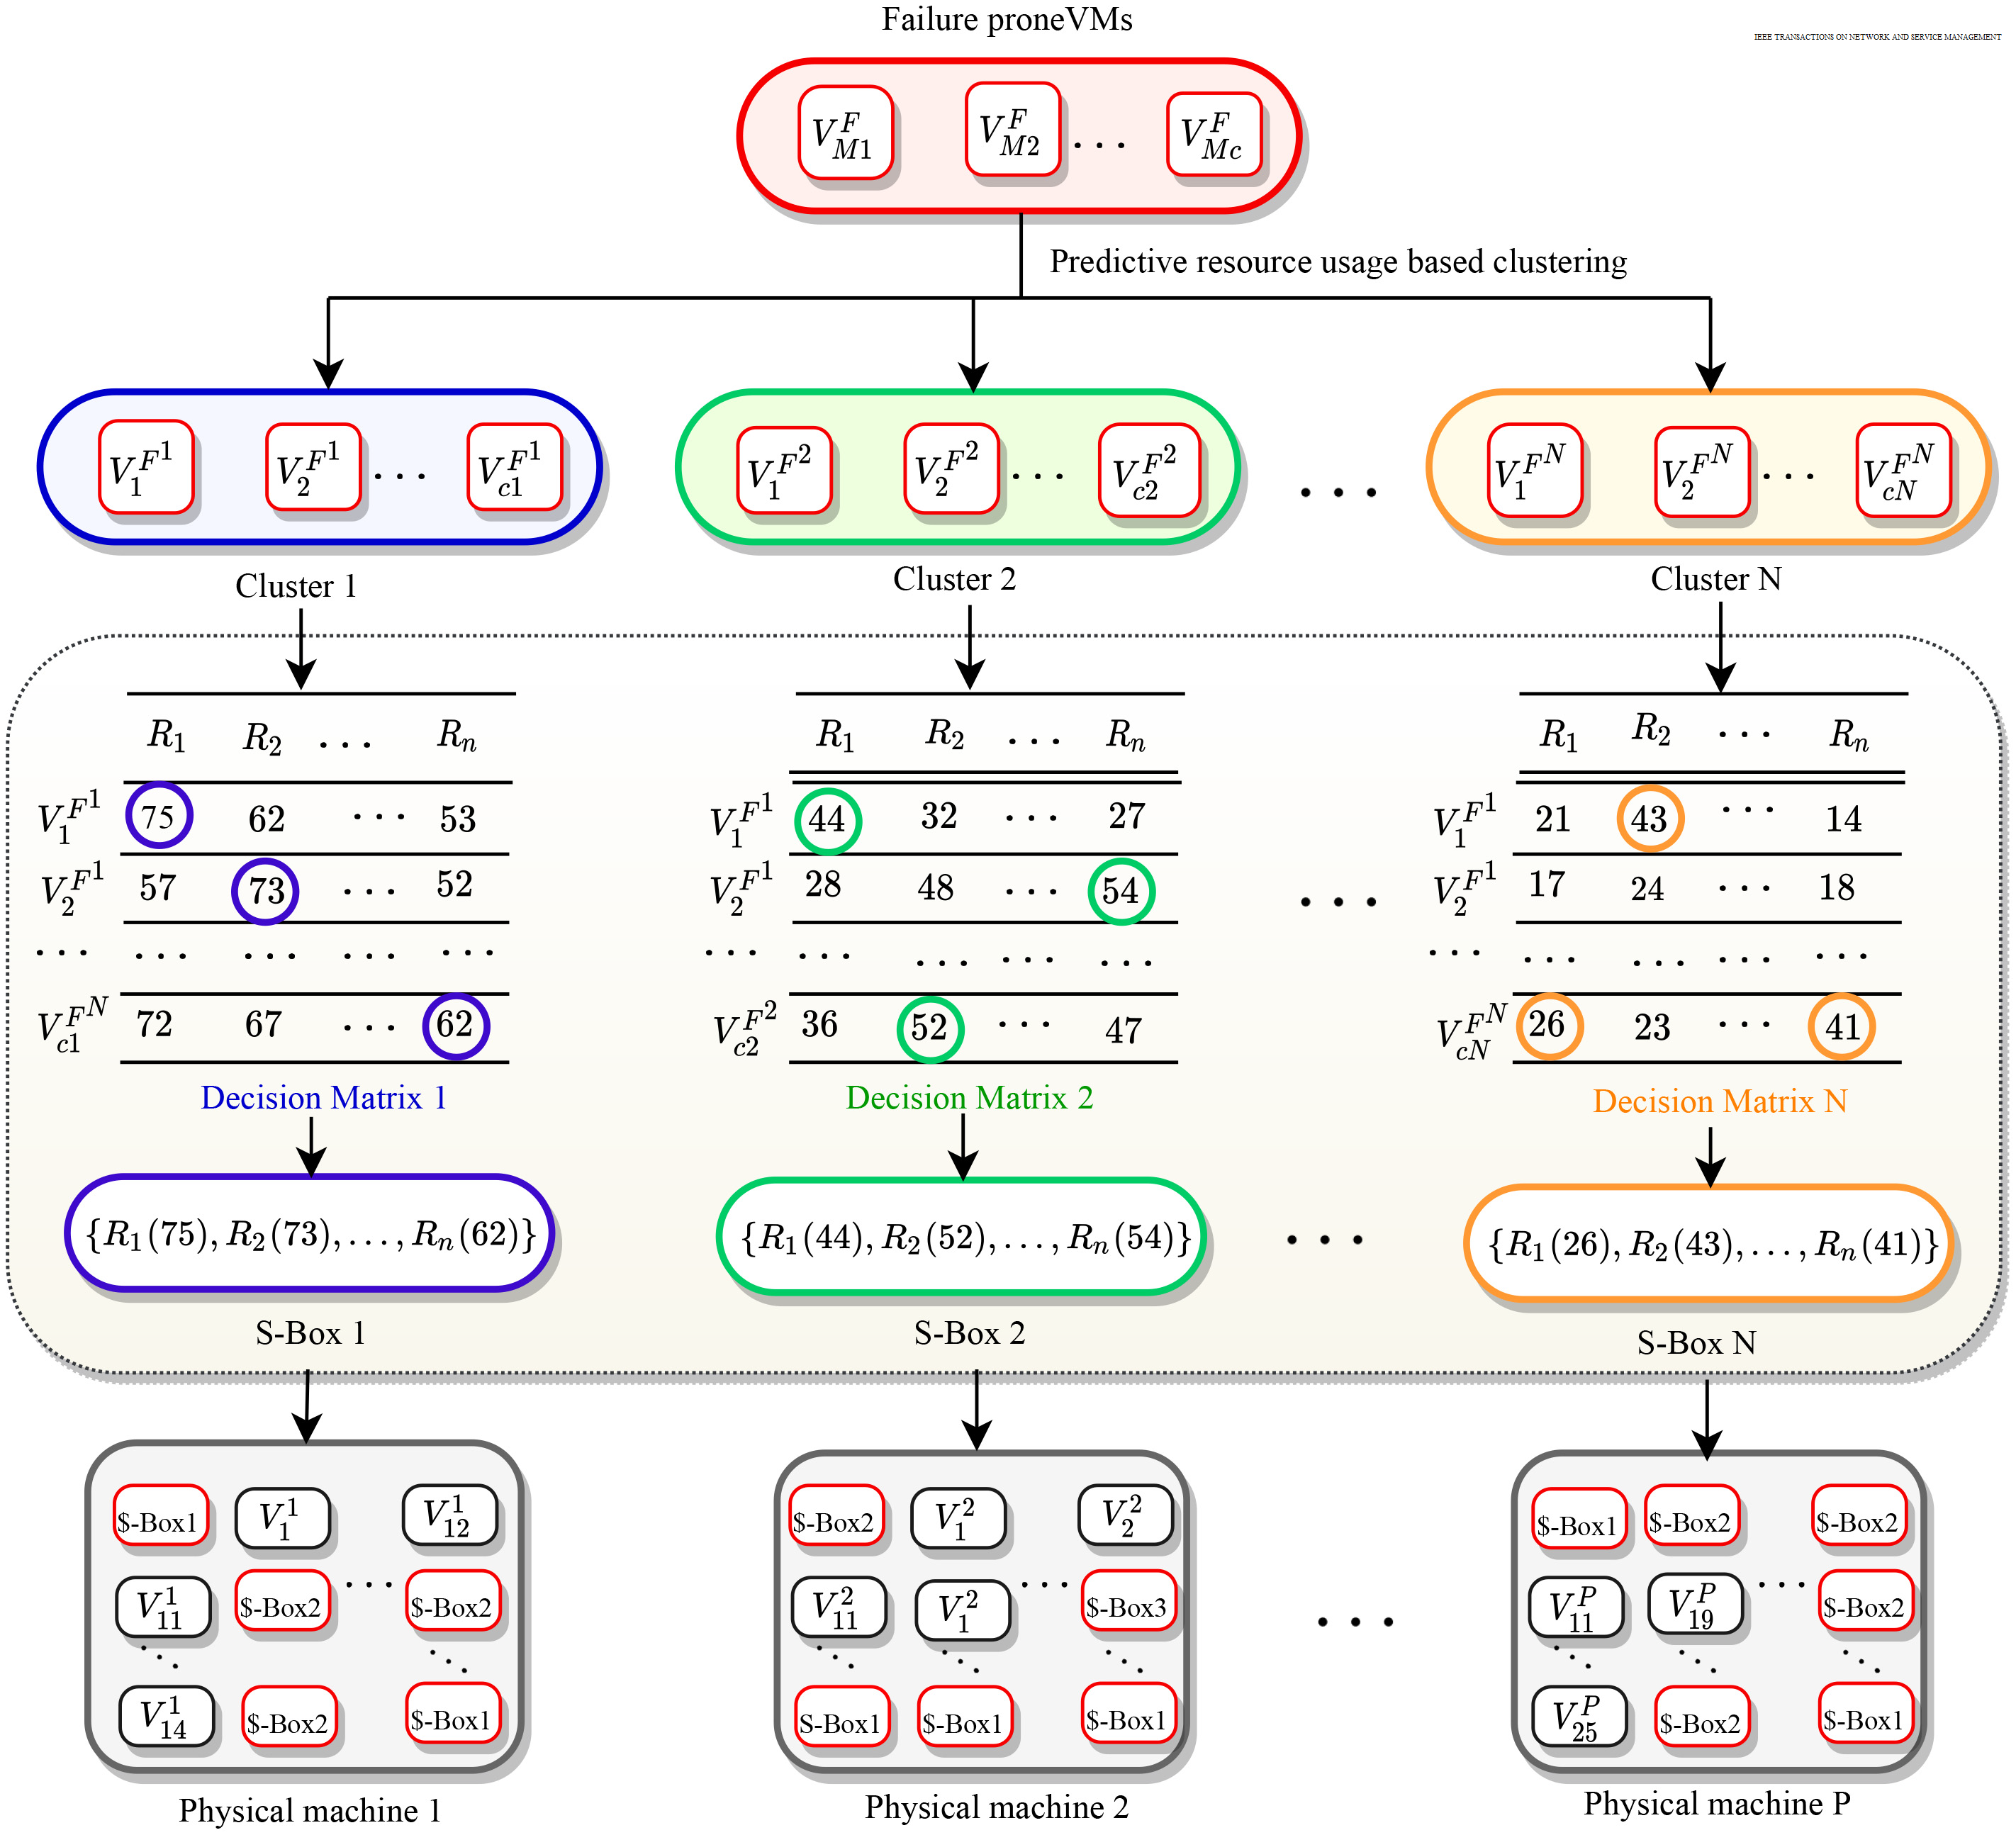 Failure proneVMs
IEEE TRANSACTIONS ON NETWORK AND SERVICE MANAGEMENT
V_{M1}^{F} V_{M2}^{F} ... V_{Mc}^{F}
Predictive resource usage based clustering
V_1^{F^1} V_2^{F^1} ... V_{c1}^{F^1}
V_1^{F^2} V_2^{F^2} ... V_{c2}^{F^2}
...
V_1^{F^N} V_2^{F^N} ... V_{cN}^{F^N}
Cluster 1
Cluster 2
Cluster N
R_1 R_2 ... R_n
V_1^{F^1} 75 62 ... 53
V_2^{F^1} 57 73 ... 52
... ... ... ... ...
V_{c1}^{F^N} 72 67 ... 62
Decision Matrix 1
R_1 R_2 ... R_n
V_1^{F^1} 44 32 ... 27
V_2^{F^1} 28 48 ... 54
... ... ... ... ...
V_{c2}^{F^2} 36 52 ... 47
Decision Matrix 2
...
R_1 R_2 ... R_n
V_1^{F^1} 21 43 ... 14
V_2^{F^1} 17 24 ... 18
... ... ... ... ...
V_{cN}^{F^N} 26 23 ... 41
Decision Matrix N
{R_1(75), R_2(73), ..., R_n(62)}
{R_1(44), R_2(52), ..., R_n(54)}
...
{R_1(26), R_2(43), ..., R_n(41)}
S-Box 1
S-Box 2
S-Box N
$-Box1 V_1^1 V_{12}^1
V_{11}^1 $-Box2 ... $-Box2
V_{14}^1 $-Box2 $-Box1
Physical machine 1
$-Box2 V_1^2 V_2^2
V_{11}^2 V_1^2 ... $-Box3
S-Box1 $-Box1 $-Box1
Physical machine 2
...
$-Box1 $-Box2 $-Box2
V_{11}^P V_{19}^P ... $-Box2
V_{25}^P $-Box2 $-Box1
Physical machine P